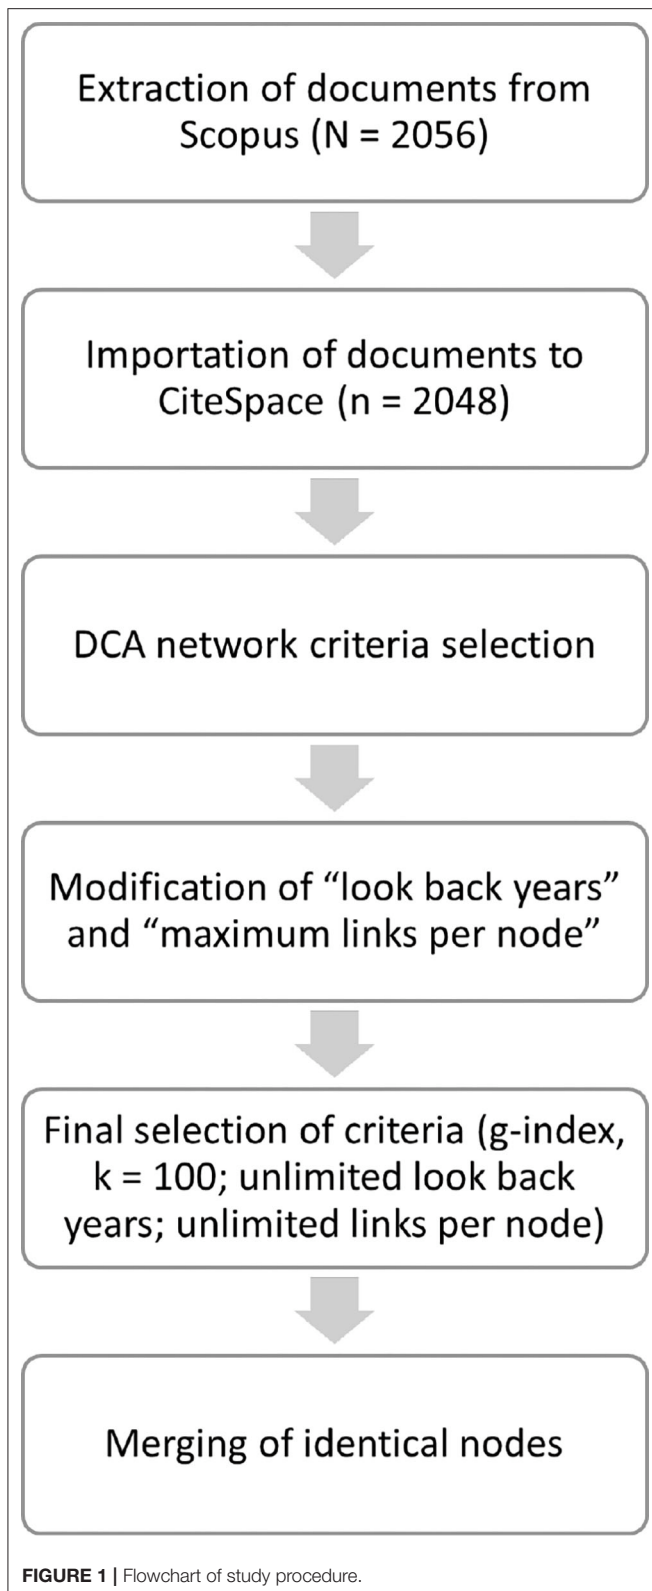 Extraction of documents from
Scopus (N = 2056)
Importation of documents to
CiteSpace (n = 2048)
DCA network criteria selection
Modification of “look back years”
and “maximum links per node”
Final selection of criteria (g-index,
k = 100; unlimited look back
years; unlimited links per node)
Merging of identical nodes
FIGURE 1 | Flowchart of study procedure.